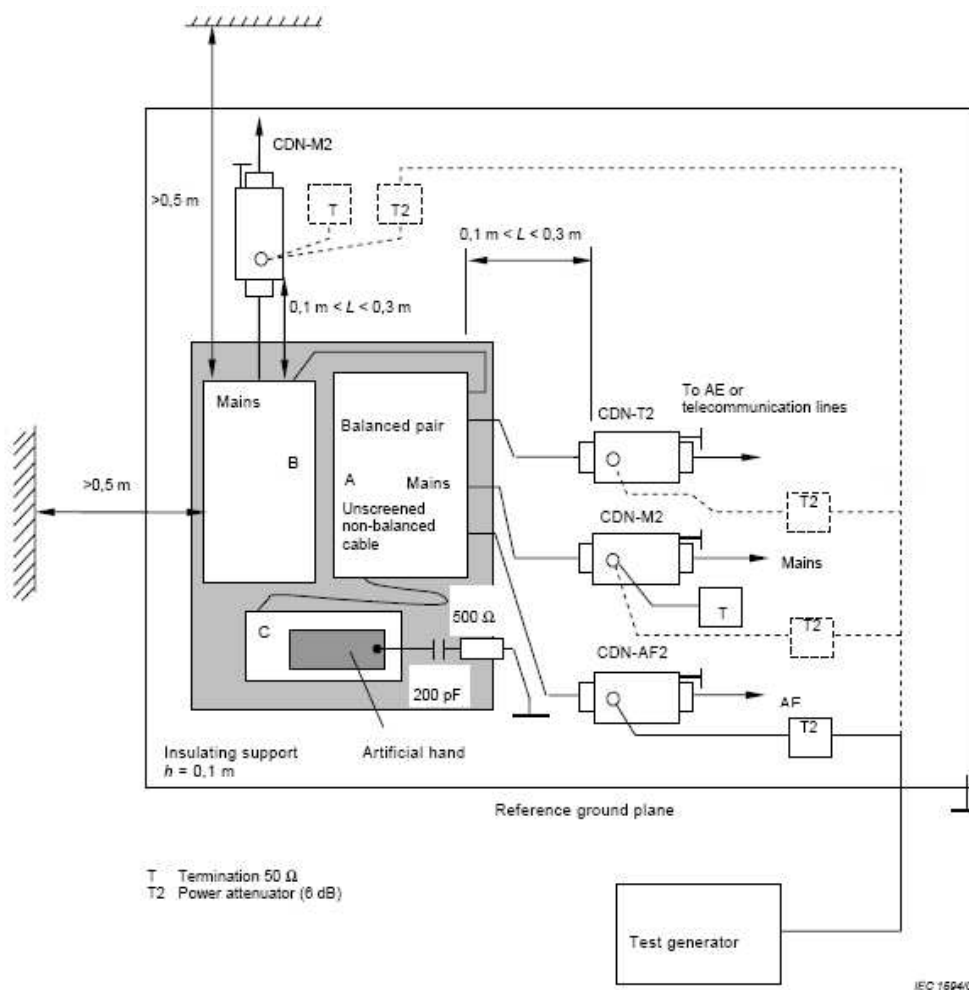 CDN-M2
>0,5 m
T
T2
0,1 m < L < 0,3 m
0,1 m < L < 0,3 m
Mains
B
Balanced pair
A
Mains
Unscreened
non-balanced
cable
To AE or
telecommunication lines
CDN-T2
T2
>0,5 m
CDN-M2
Mains
T
T2
C
500 Ω
200 pF
CDN-AF2
AE
T2
Insulating support
h = 0,1 m
Artificial hand
Reference ground plane
T Termination 50 Ω
T2 Power attenuator (6 dB)
Test generator
IEC